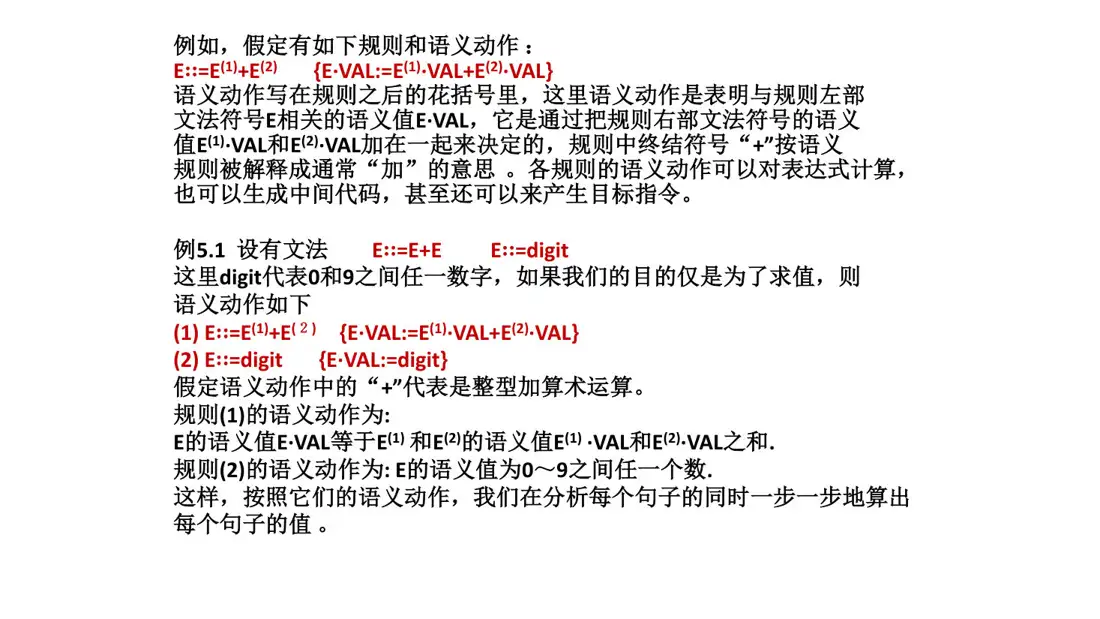 例如，假定有如下规则和语义动作：
E::=E⁽¹⁾+E⁽²⁾ {E·VAL:=E⁽¹⁾·VAL+E⁽²⁾·VAL}
语义动作写在规则之后的花括号里，这里语义动作是表明与规则左部
文法符号E相关的语义值E·VAL，它是通过把规则右部文法符号的语义
值E⁽¹⁾·VAL和E⁽²⁾·VAL加在一起来决定的，规则中终结符号“+”按语义
规则被解释成通常“加”的意思 。各规则的语义动作可以对表达式计算，
也可以生成中间代码，甚至还可以来产生目标指令。
例5.1 设有文法 E::=E+E E::=digit
这里digit代表0和9之间任一数字，如果我们的目的仅是为了求值，则
语义动作如下
(1) E::=E⁽¹⁾+E⁽²⁾ {E·VAL:=E⁽¹⁾·VAL+E⁽²⁾·VAL}
(2) E::=digit {E·VAL:=digit}
假定语义动作中的“+”代表是整型加算术运算。
规则(1)的语义动作为:
E的语义值E·VAL等于E⁽¹⁾ 和E⁽²⁾的语义值E⁽¹⁾ ·VAL和E⁽²⁾·VAL之和.
规则(2)的语义动作为: E的语义值为0～9之间任一个数.
这样，按照它们的语义动作，我们在分析每个句子的同时一步一步地算出
每个句子的值 。